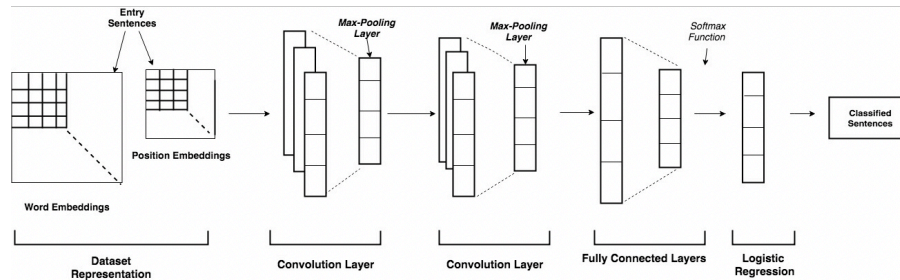 Entry
Sentences
Max-Pooling
Layer
Max-Pooling
Layer
Softmax
Function
Position Embeddings
Word Embeddings
Classified
Sentences
Dataset
Representation
Convolution Layer
Convolution Layer
Fully Connected Layers
Logistic
Regression